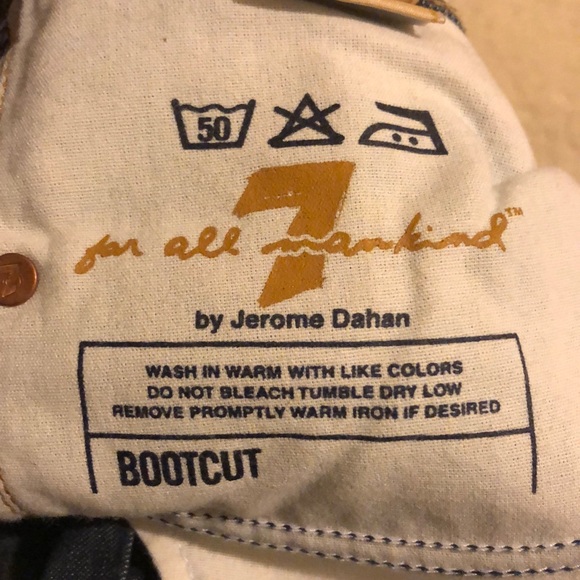 50
7
for all mankind™
by Jerome Dahan
WASH IN WARM WITH LIKE COLORS
DO NOT BLEACH TUMBLE DRY LOW
REMOVE PROMPTLY WARM IRON IF DESIRED
BOOTCUT